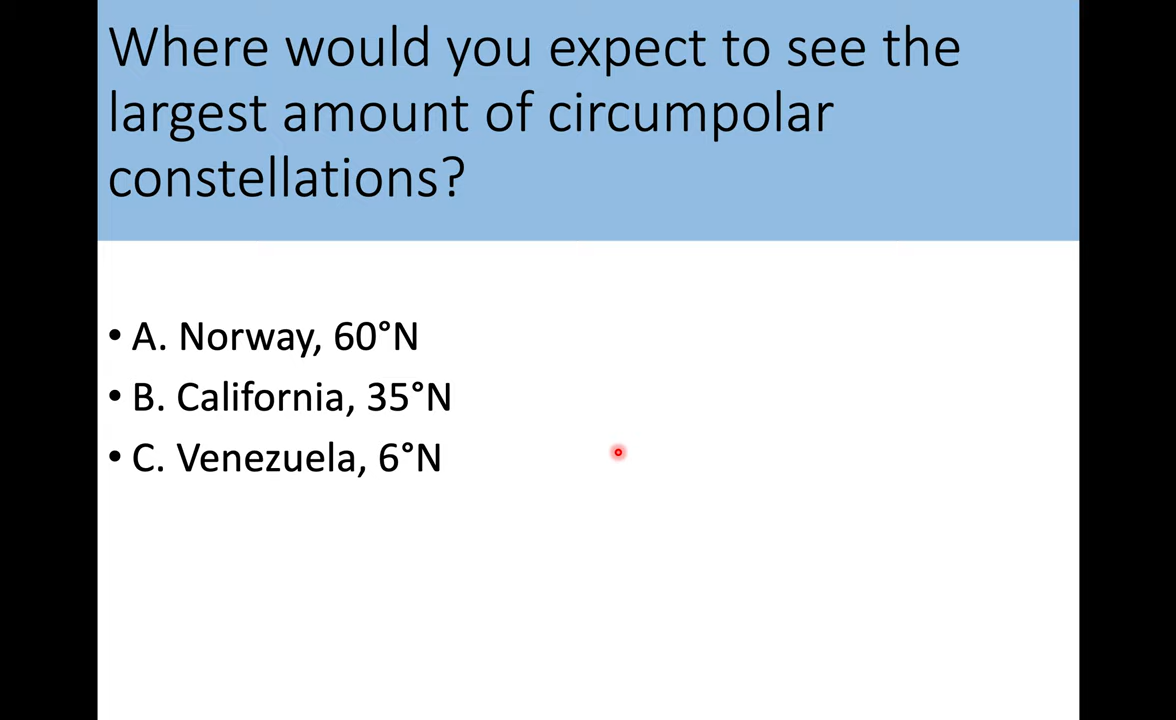 Where would you expect to see the
largest amount of circumpolar
constellations?
• A. Norway, 60°N
• B. California, 35°N
• C. Venezuela, 6°N